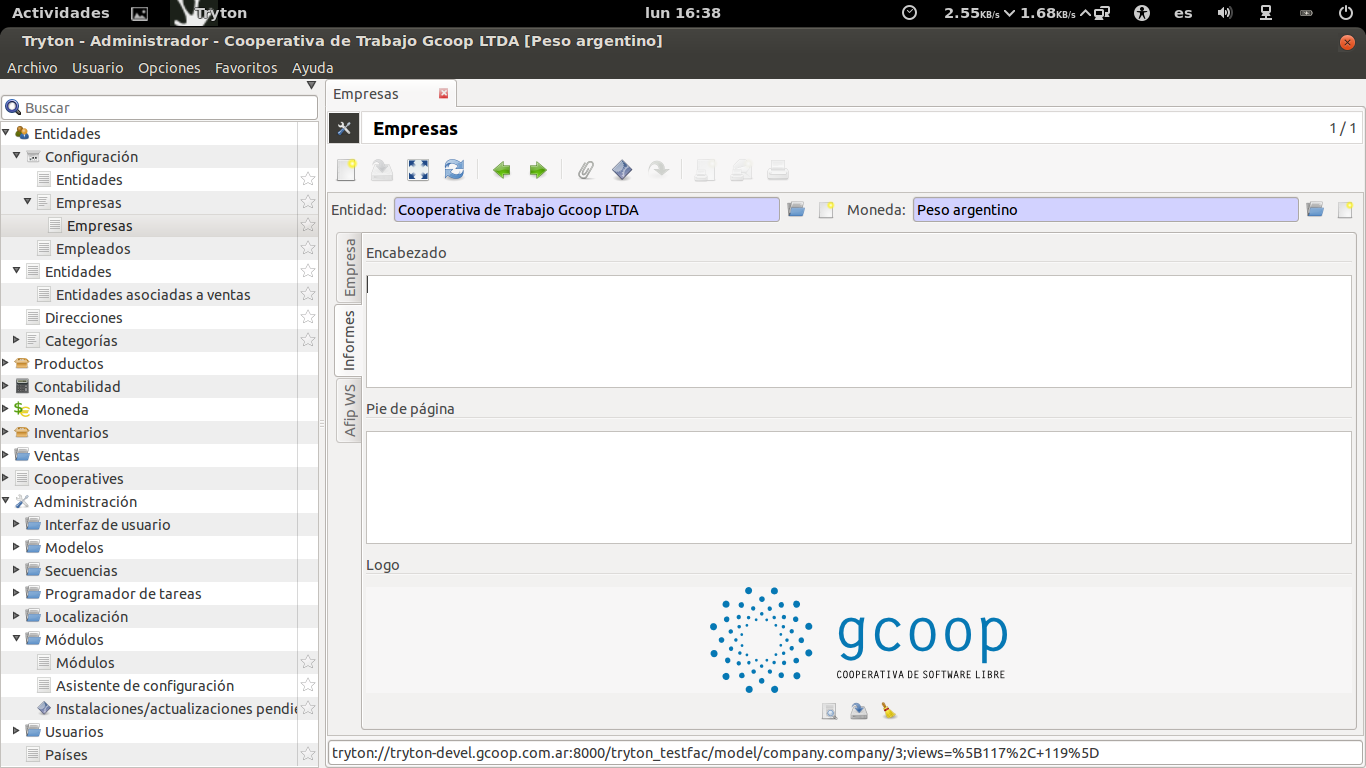 Actividades Tryton lun 16:38 2.55KB/s 1.68KB/s es
Tryton - Administrador - Cooperativa de Trabajo Gcoop LTDA [Peso argentino]
Archivo Usuario Opciones Favoritos Ayuda
Buscar
Entidades
Configuración
Entidades
Empresas
Empresas
Empleados
Entidades
Entidades asociadas a ventas
Direcciones
Categorías
Productos
Contabilidad
Moneda
Inventarios
Ventas
Cooperatives
Administración
Interfaz de usuario
Modelos
Secuencias
Programador de tareas
Localización
Módulos
Módulos
Asistente de configuración
Instalaciones/actualizaciones pendie
Usuarios
Países
Empresas
Empresas 1 / 1
Entidad: Cooperativa de Trabajo Gcoop LTDA Moneda: Peso argentino
Empresa
Informes
Afip WS
Encabezado
Pie de página
Logo
gcoop
COOPERATIVA DE SOFTWARE LIBRE
tryton://tryton-devel.gcoop.com.ar:8000/tryton_testfac/model/company.company/3;views=%5B117%2C+119%5D